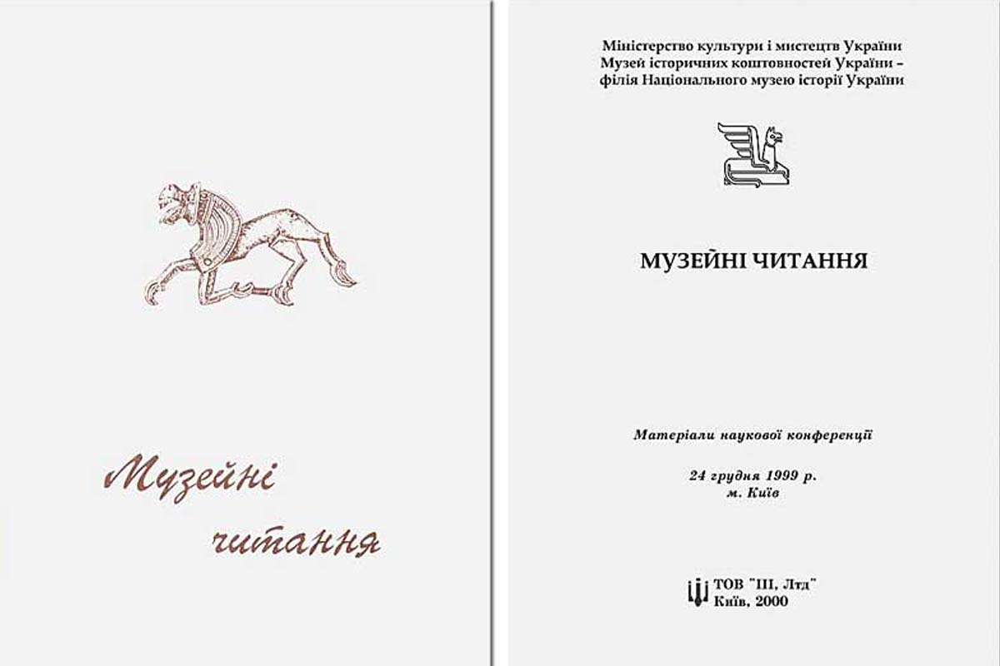 Музейні
читання
Міністерство культури і мистецтв України
Музей історичних коштовностей України –
філія Національного музею історії України
МУЗЕЙНІ ЧИТАННЯ
Матеріали наукової конференції
24 грудня 1999 р.
м. Київ
ТОВ "ІІІ, Лтд"
Київ, 2000